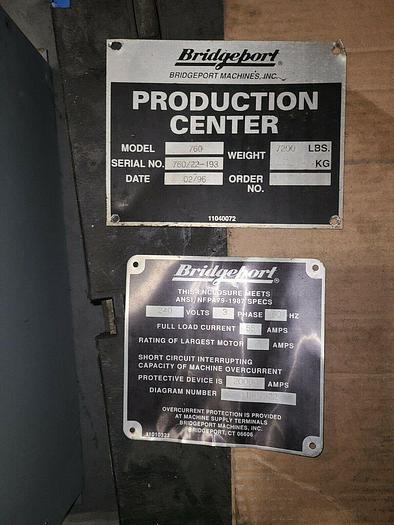 Bridgeport
BRIDGEPORT MACHINES, INC.
PRODUCTION
CENTER
MODEL 760 WEIGHT 7200 LBS.
SERIAL NO. 760/22-193 KG
DATE 02/96 ORDER NO.
11040072
Bridgeport
THIS ENCLOSURE MEETS
ANSI/NFPA79-1987 SPECS
240 VOLTS 3 PHASE HZ
FULL LOAD CURRENT AMPS
RATING OF LARGEST MOTOR AMPS
SHORT CIRCUIT INTERRUPTING
CAPACITY OF MACHINE OVERCURRENT
PROTECTIVE DEVICE IS AMPS
DIAGRAM NUMBER
OVERCURRENT PROTECTION IS PROVIDED
AT MACHINE SUPPLY TERMINALS
BRIDGEPORT MACHINES, INC.
BRIDGEPORT, CT 06606